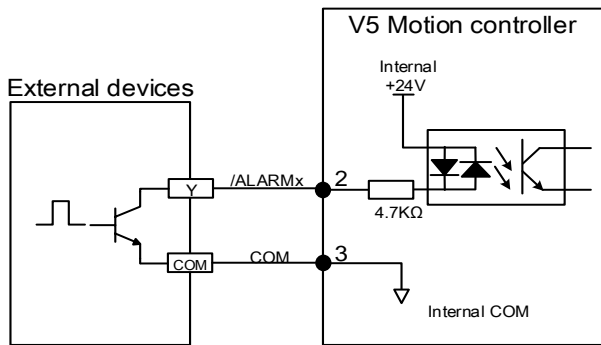 V5 Motion controller
Internal
+24V
External devices
Y
/ALARMx
2
4.7KΩ
COM
COM
3
Internal COM